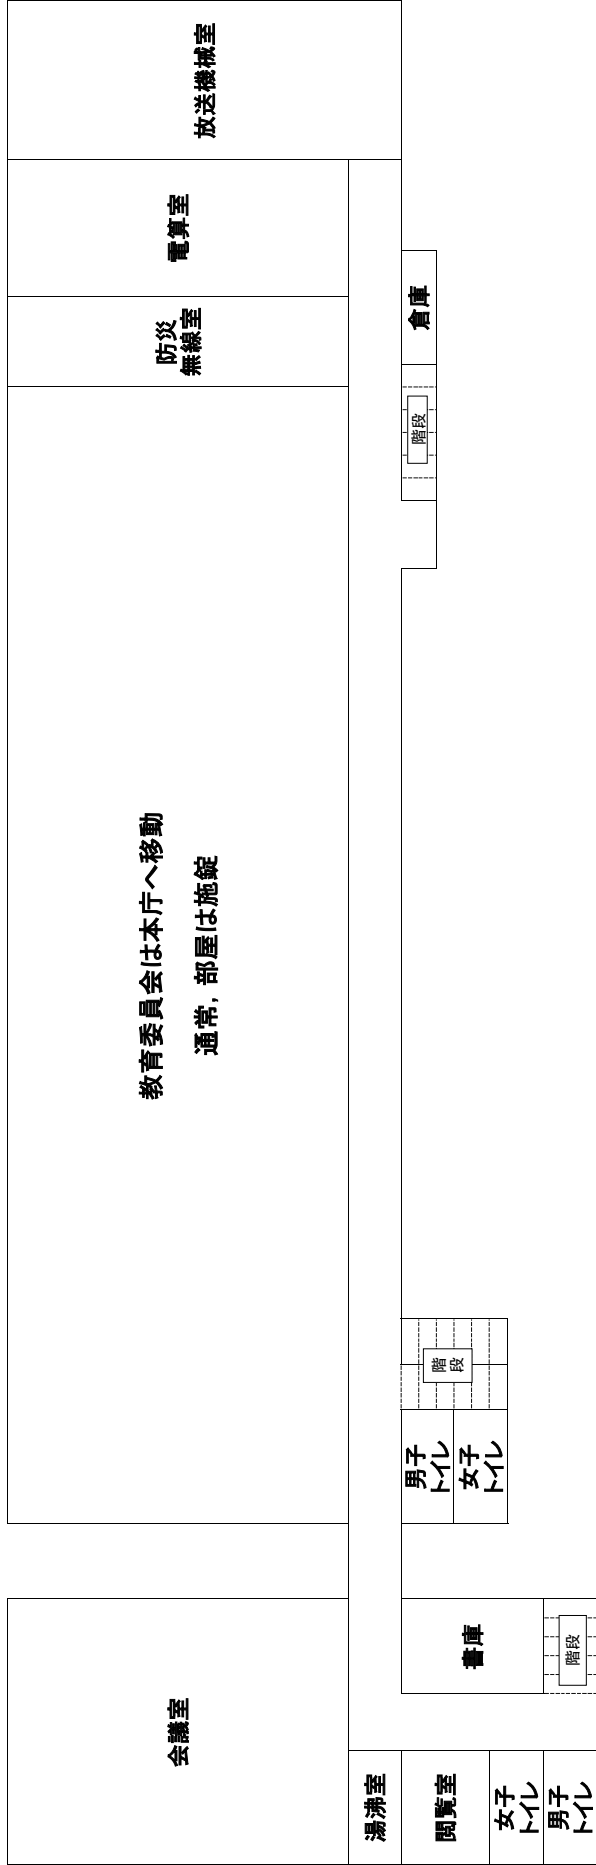 放送機械室
電算室
防災
無線室
倉庫
階段
教育委員会は本庁へ移動
通常，部屋は施錠
階
段
男子
トイレ
女子
トイレ
会議室
書庫
階段
湯沸室
閲覧室
女子
トイレ
男子
トイレ